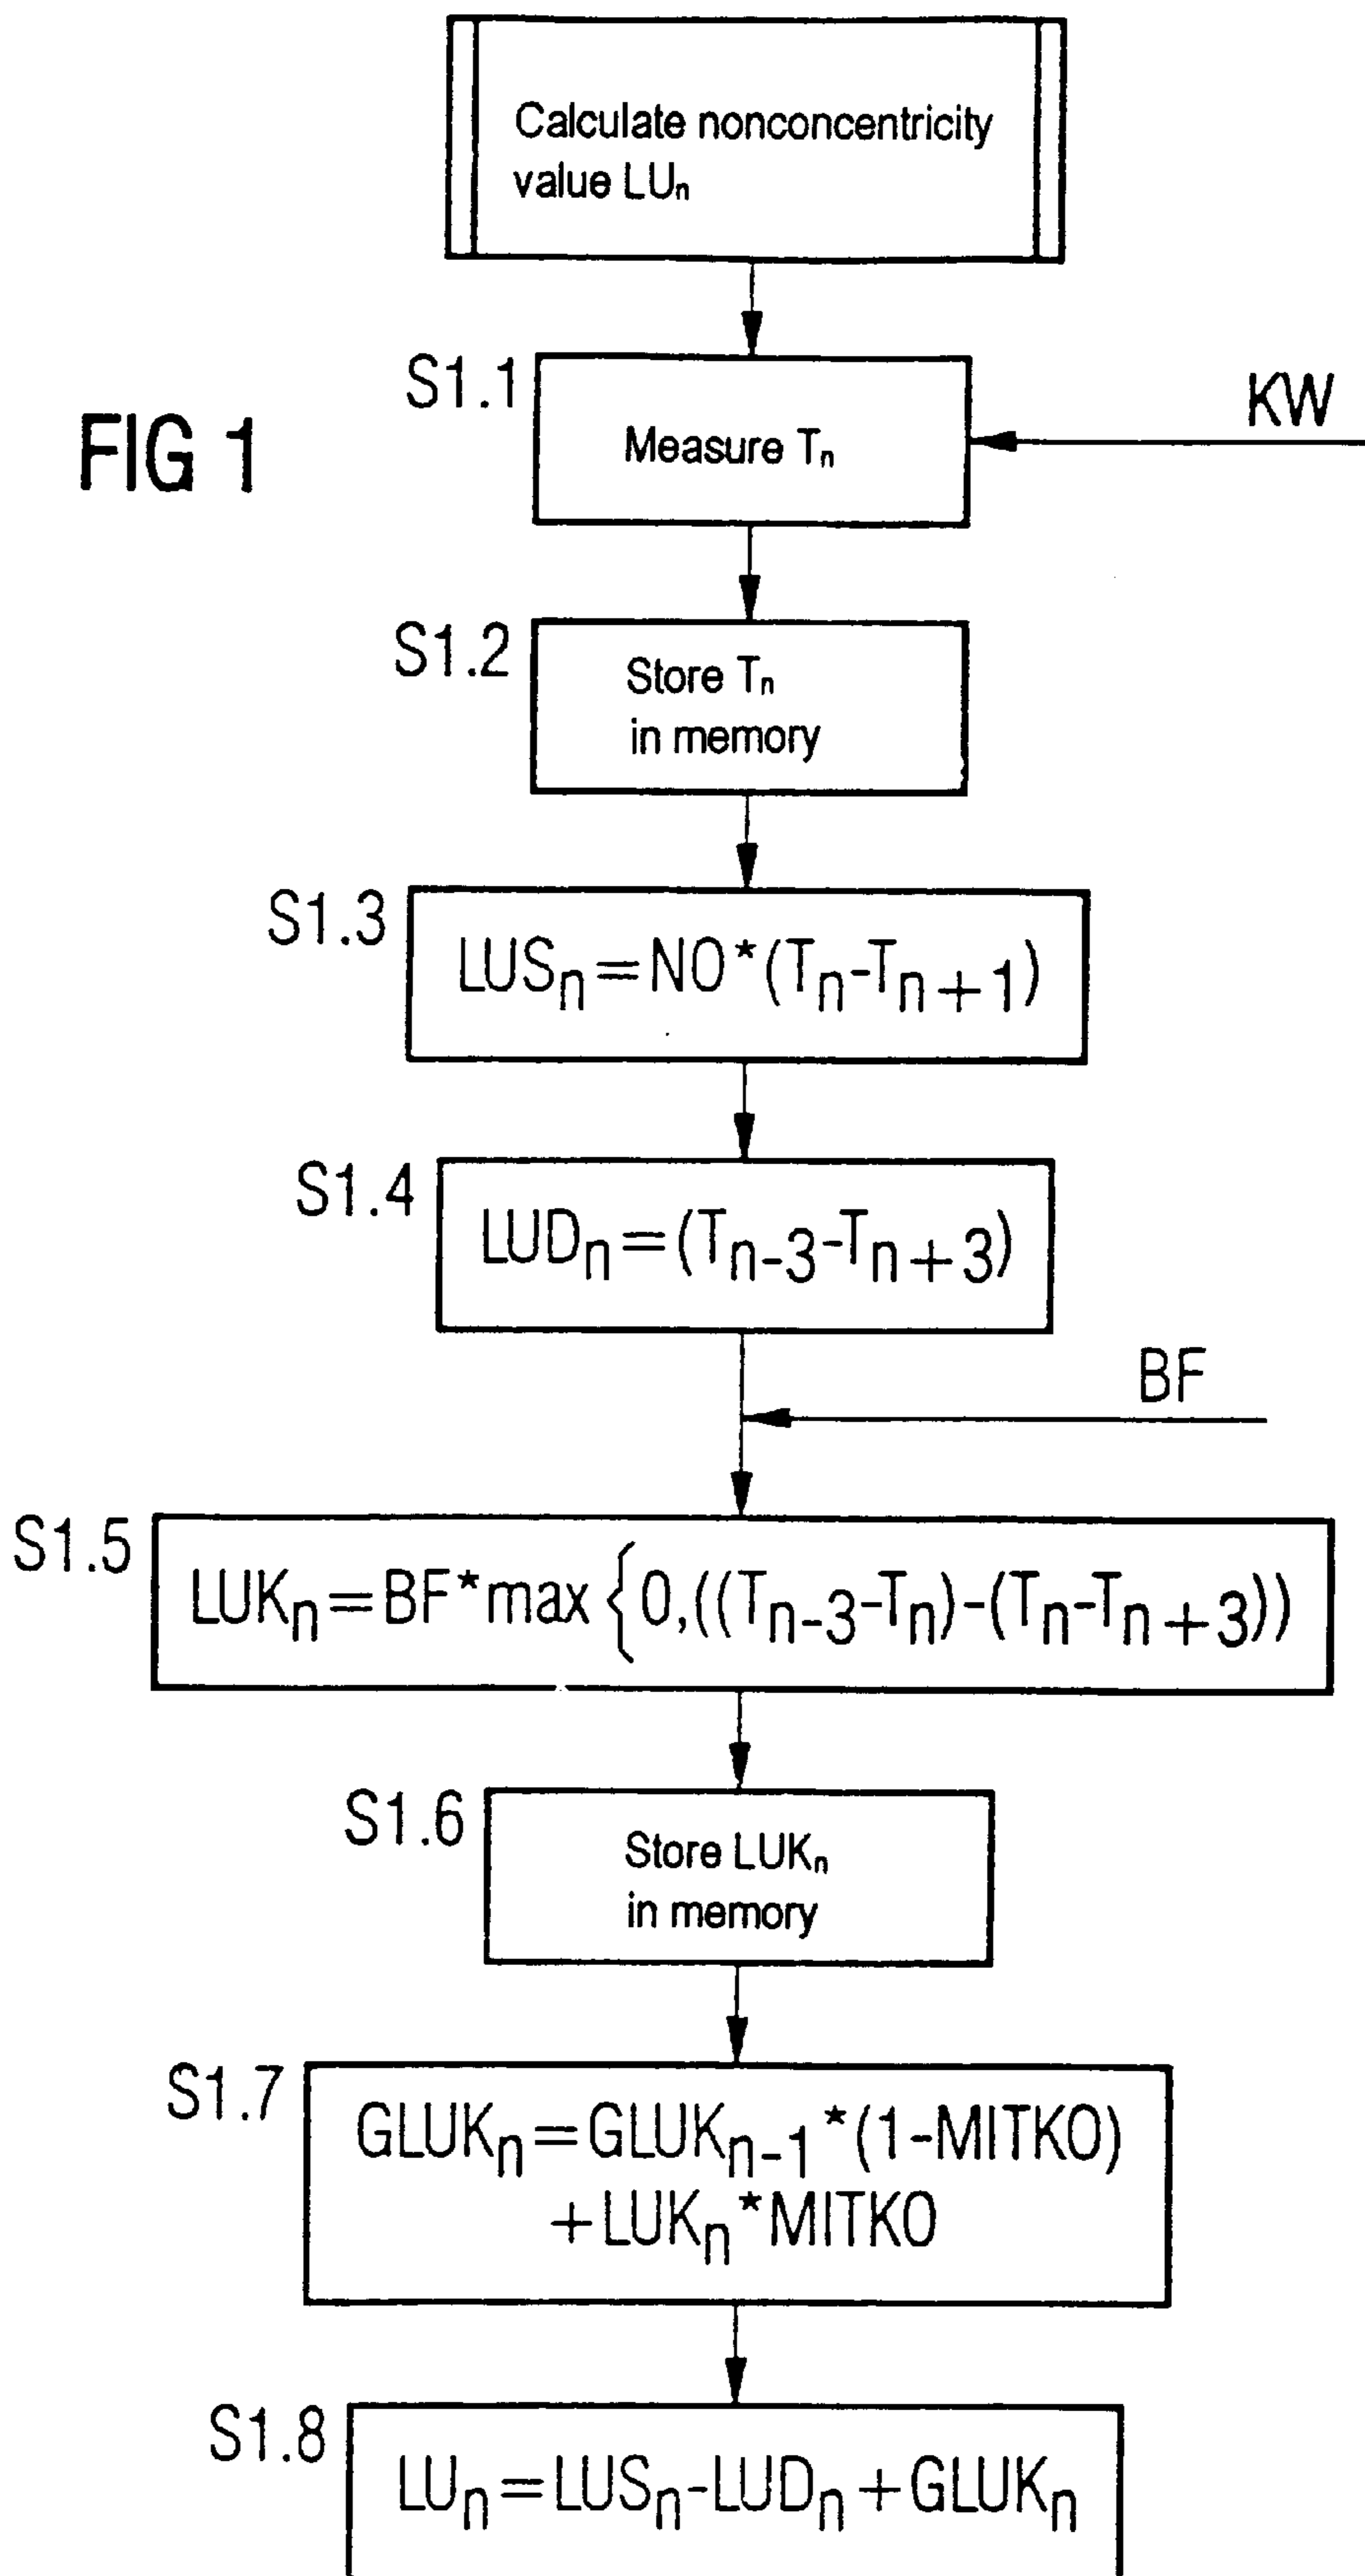 Calculate nonconcentricity
value LUₙ
FIG 1
S1.1
Measure Tₙ
KW
S1.2
Store Tₙ
in memory
S1.3
LUSₙ=NO*(Tₙ-Tₙ₊₁)
S1.4
LUDₙ=(Tₙ₋₃-Tₙ₊₃)
BF
S1.5
LUKₙ=BF*max{0,((Tₙ₋₃-Tₙ)-(Tₙ-Tₙ₊₃))
S1.6
Store LUKₙ
in memory
S1.7
GLUKₙ=GLUKₙ₋₁*(1-MITKO)
+LUKₙ*MITKO
S1.8
LUₙ=LUSₙ-LUDₙ+GLUKₙ